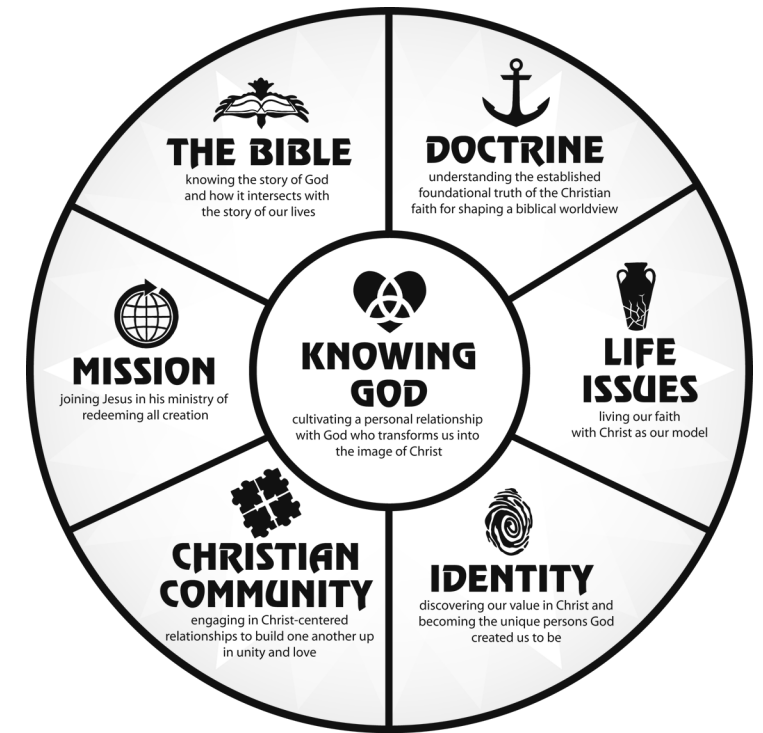 THE BIBLE
knowing the story of God
and how it intersects with
the story of our lives
DOCTRINE
understanding the established
foundational truth of the Christian
faith for shaping a biblical worldview
MISSION
joining Jesus in his ministry of
redeeming all creation
KNOWING
GOD
cultivating a personal relationship
with God who transforms us into
the image of Christ
LIFE
ISSUES
living our faith
with Christ as our model
CHRISTIAN
COMMUNITY
engaging in Christ-centered
relationships to build one another up
in unity and love
IDENTITY
discovering our value in Christ and
becoming the unique persons God
created us to be